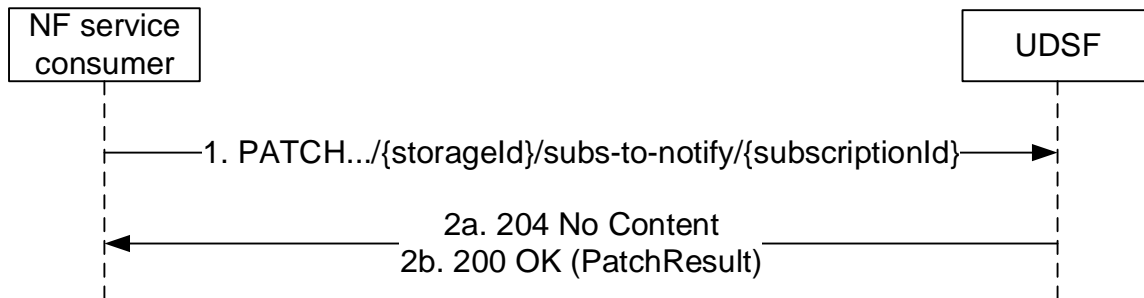 NF service
consumer
UDSF
1. PATCH.../{storageId}/subs-to-notify/{subscriptionId}
2a. 204 No Content
2b. 200 OK (PatchResult)